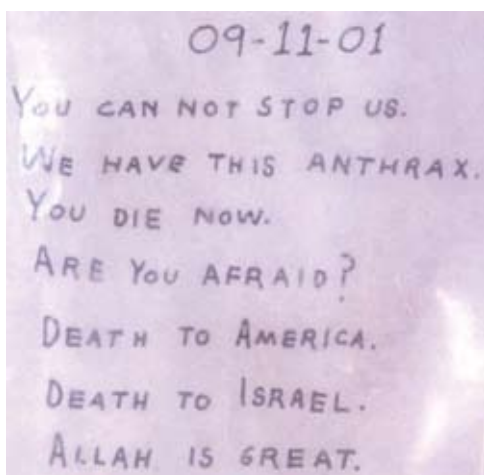 09-11-01
YOU CAN NOT STOP US.
WE HAVE THIS ANTHRAX.
YOU DIE NOW.
ARE YOU AFRAID?
DEATH TO AMERICA.
DEATH TO ISRAEL.
ALLAH IS GREAT.